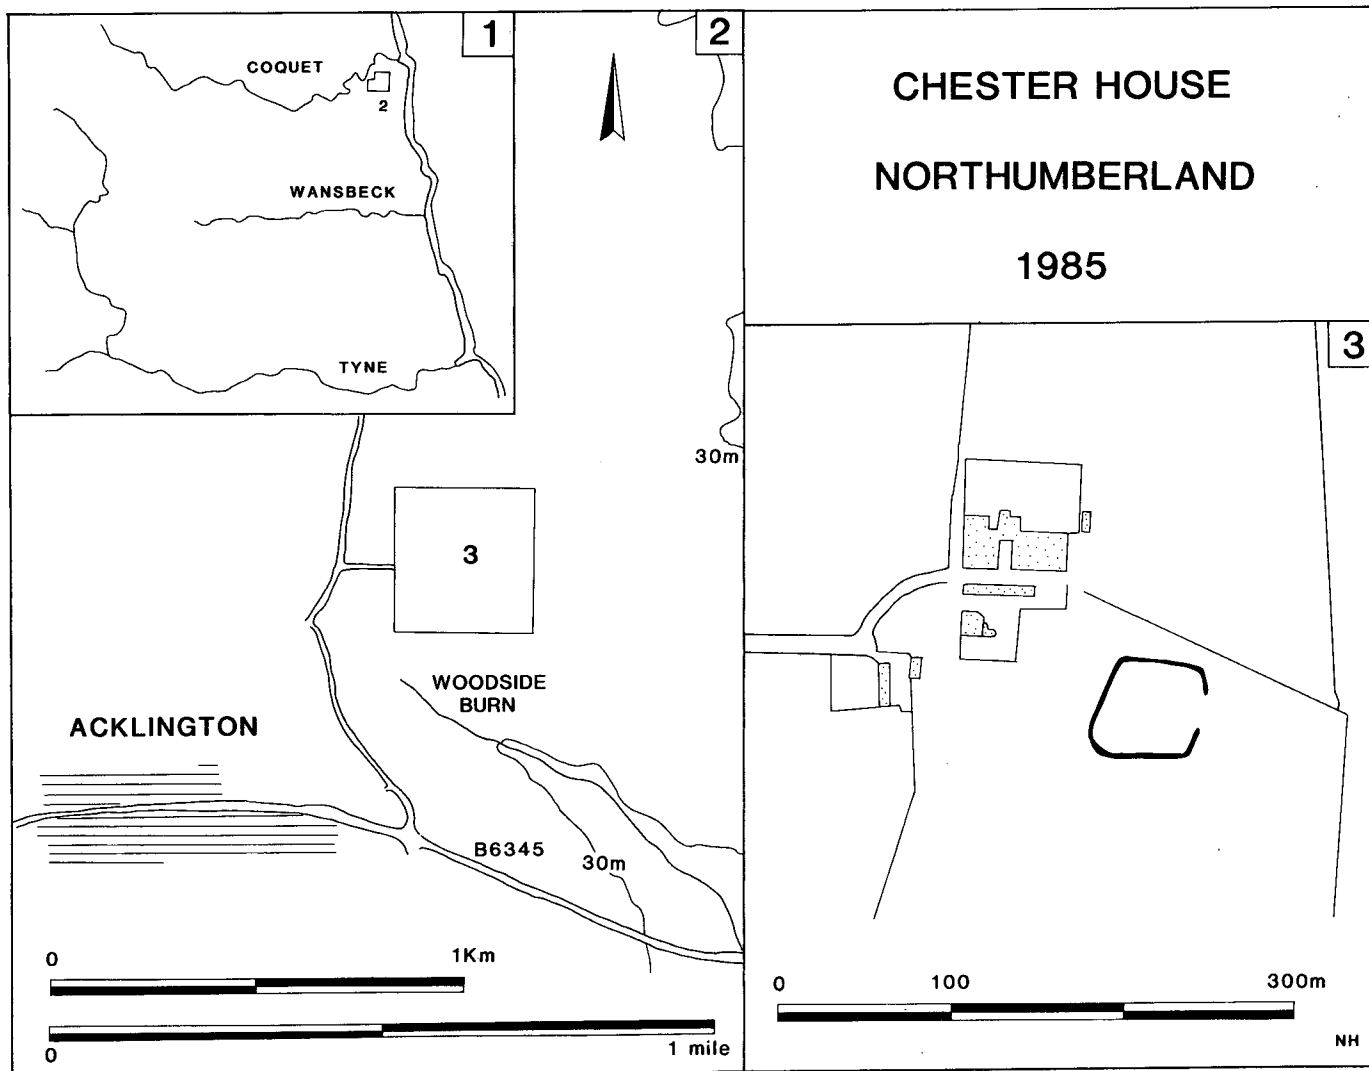 1
COQUET
2
WANSBECK
TYNE
2
30m
3
WOODSIDE
BURN
ACKLINGTON
B6345
30m
0
1Km
0
1 mile
CHESTER HOUSE
NORTHUMBERLAND
1985
3
0
100
300m
NH